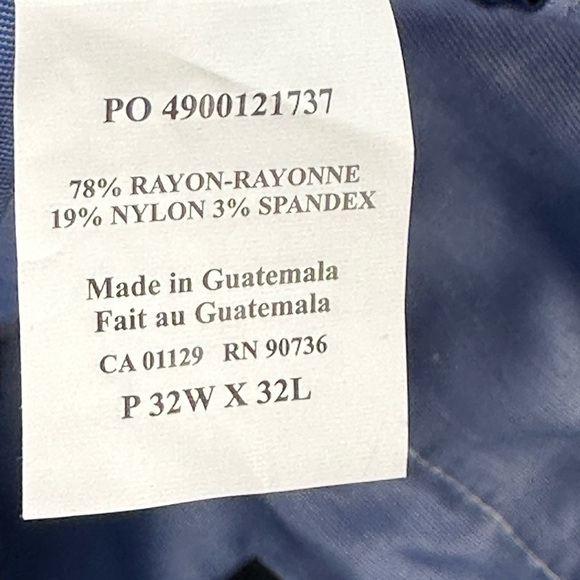 PO 4900121737
78% RAYON-RAYONNE
19% NYLON 3% SPANDEX
Made in Guatemala
Fait au Guatemala
CA 01129 RN 90736
P 32W X 32L